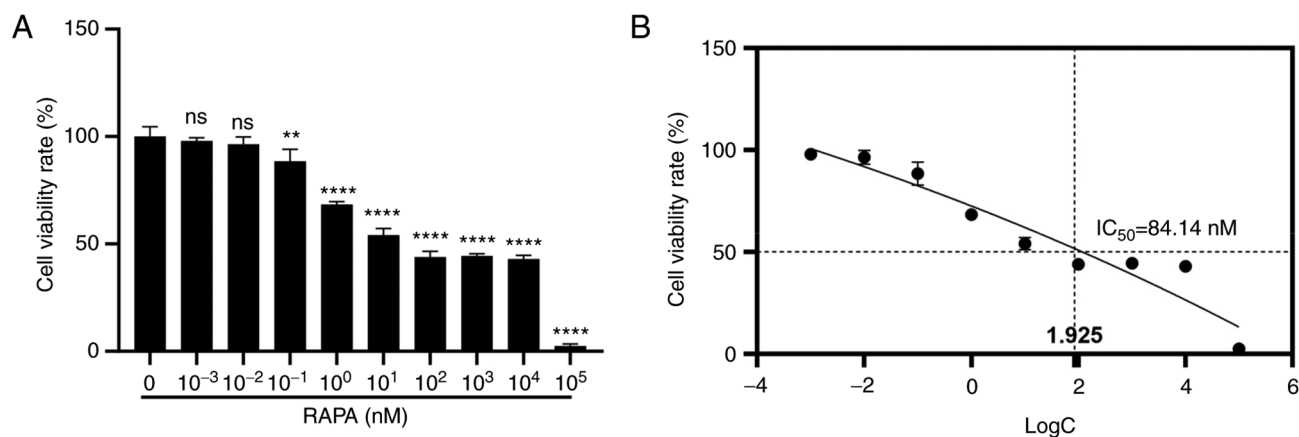 A
Cell viability rate (%)
150
100
50
0
ns
ns
**
****
****
****
****
****
****
0 10⁻³ 10⁻² 10⁻¹ 10⁰ 10¹ 10² 10³ 10⁴ 10⁵
RAPA (nM)
B
Cell viability rate (%)
150
100
50
0
IC₅₀=84.14 nM
1.925
−4 −2 0 2 4 6
LogC